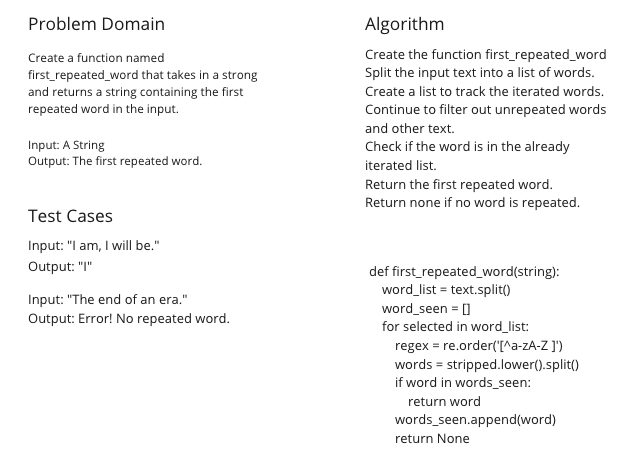 Problem Domain
Create a function named
first_repeated_word that takes in a strong
and returns a string containing the first
repeated word in the input.
Input: A String
Output: The first repeated word.
Test Cases
Input: "I am, I will be."
Output: "I"
Input: "The end of an era."
Output: Error! No repeated word.
Algorithm
Create the function first_repeated_word
Split the input text into a list of words.
Create a list to track the iterated words.
Continue to filter out unrepeated words
and other text.
Check if the word is in the already
iterated list.
Return the first repeated word.
Return none if no word is repeated.
def first_repeated_word(string):
word_list = text.split()
word_seen = []
for selected in word_list:
regex = re.order('[^a-zA-Z ]')
words = stripped.lower().split()
if word in words_seen:
return word
words_seen.append(word)
return None